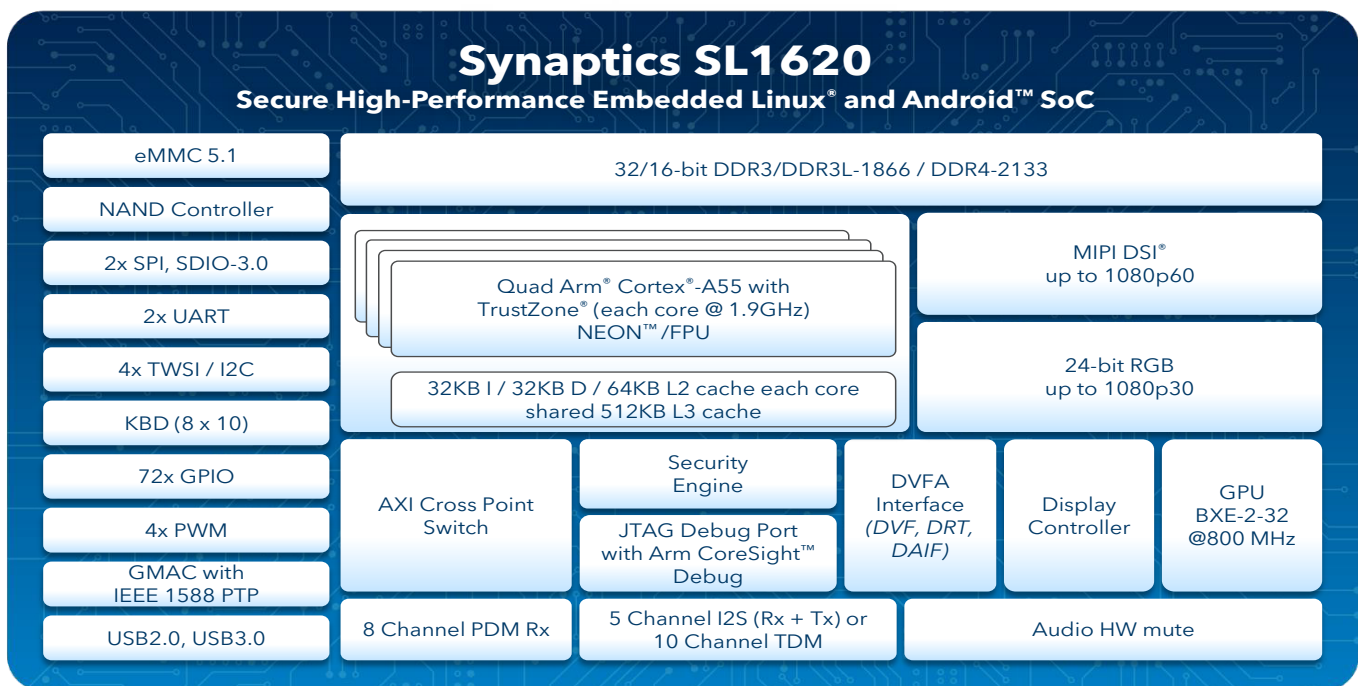 Synaptics SL1620
Secure High-Performance Embedded Linux® and Android™ SoC
eMMC 5.1
NAND Controller
2x SPI, SDIO-3.0
2x UART
4x TWSI / I2C
KBD (8 x 10)
72x GPIO
4x PWM
GMAC with
IEEE 1588 PTP
USB2.0, USB3.0
32/16-bit DDR3/DDR3L-1866 / DDR4-2133
Quad Arm® Cortex®-A55 with
TrustZone® (each core @ 1.9GHz)
NEON™/FPU
32KB I / 32KB D / 64KB L2 cache each core
shared 512KB L3 cache
MIPI DSI®
up to 1080p60
24-bit RGB
up to 1080p30
AXI Cross Point
Switch
Security
Engine
JTAG Debug Port
with Arm CoreSight™
Debug
DVFA
Interface
(DVF, DRT,
DAIF)
Display
Controller
GPU
BXE-2-32
@800 MHz
8 Channel PDM Rx
5 Channel I2S (Rx + Tx) or
10 Channel TDM
Audio HW mute